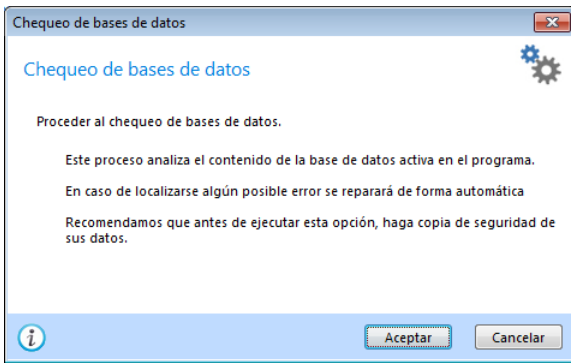 Chequeo de bases de datos
Chequeo de bases de datos
Proceder al chequeo de bases de datos.
Este proceso analiza el contenido de la base de datos activa en el programa.
En caso de localizarse algún posible error se reparará de forma automática
Recomendamos que antes de ejecutar esta opción, haga copia de seguridad de
sus datos.
Aceptar
Cancelar